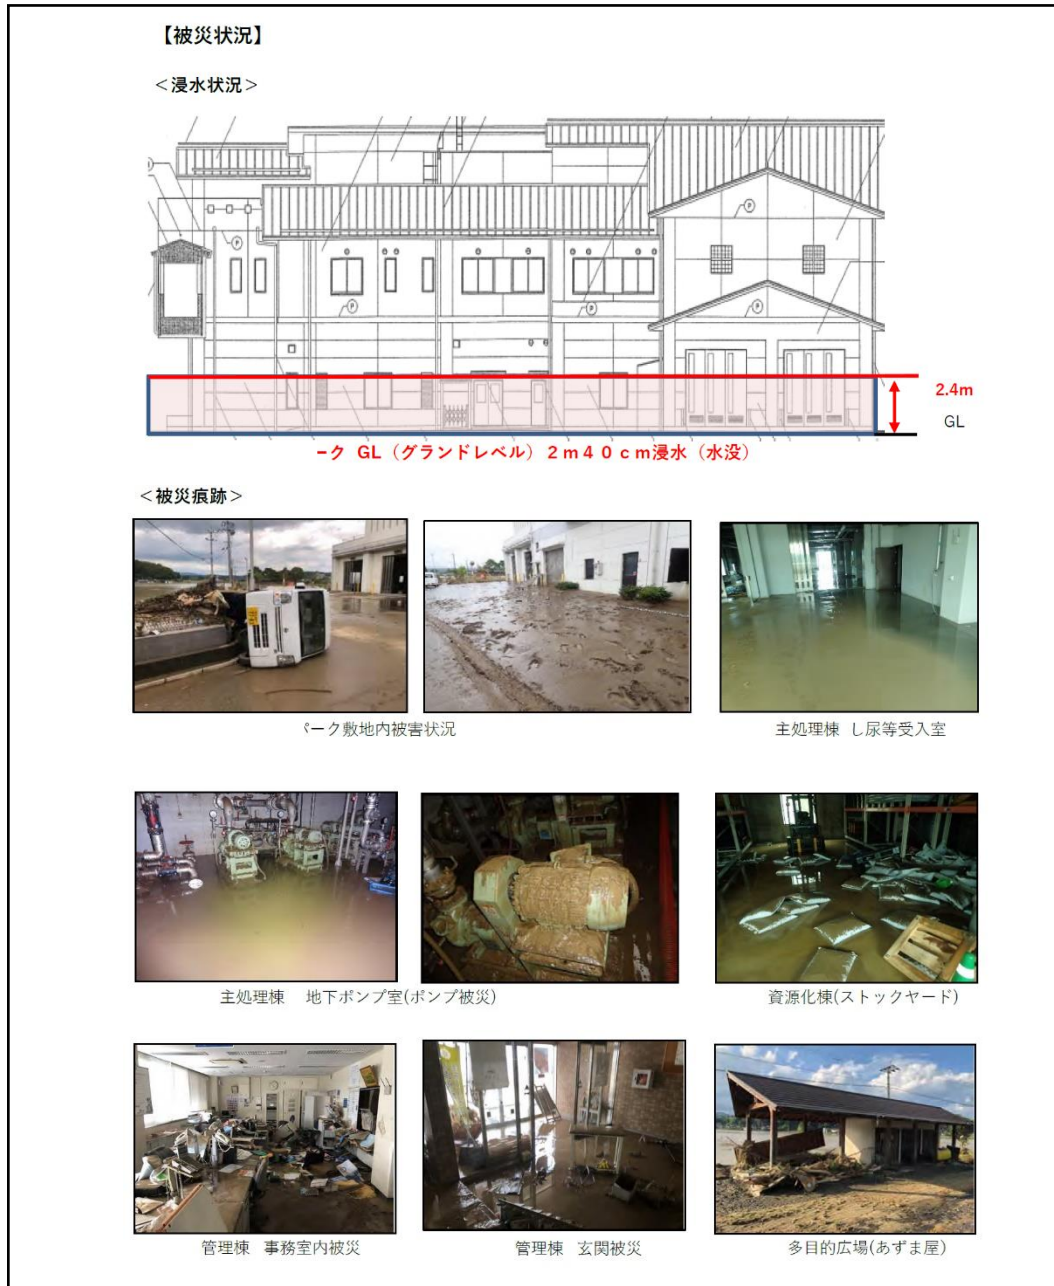 【被災状況】
＜浸水状況＞
P
P
P
P
P
2.4m
GL
ーク GL（グランドレベル）２ｍ４０ｃｍ浸水（水没）
＜被災痕跡＞
パーク敷地内被害状況
主処理棟 し尿等受入室
主処理棟 地下ポンプ室(ポンプ被災)
資源化棟(ストックヤード)
管理棟 事務室内被災
管理棟 玄関被災
多目的広場(あずま屋)